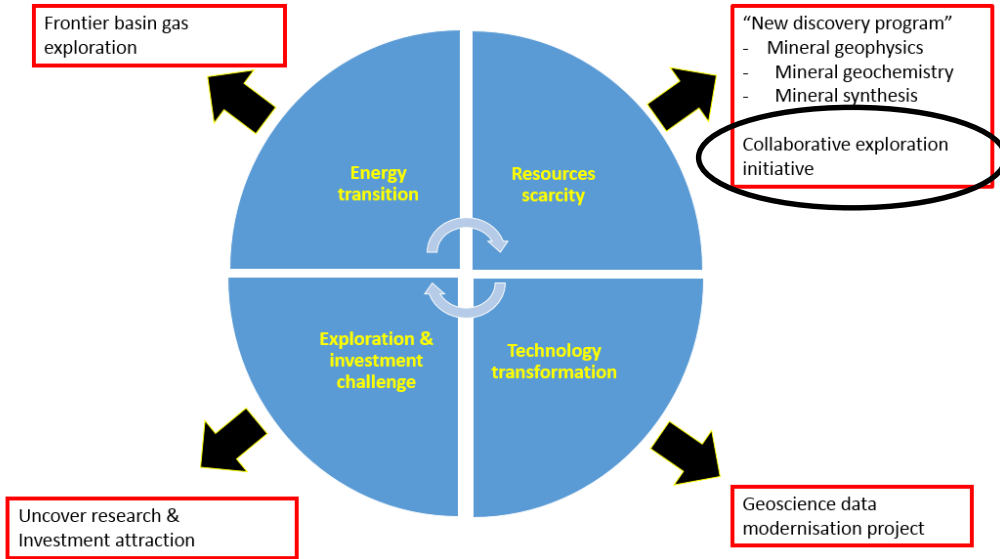 Frontier basin gas
exploration
“New discovery program”
- Mineral geophysics
- Mineral geochemistry
- Mineral synthesis
Collaborative exploration
initiative
Energy
transition
Resources
scarcity
Exploration &
investment
challenge
Technology
transformation
Uncover research &
Investment attraction
Geoscience data
modernisation project